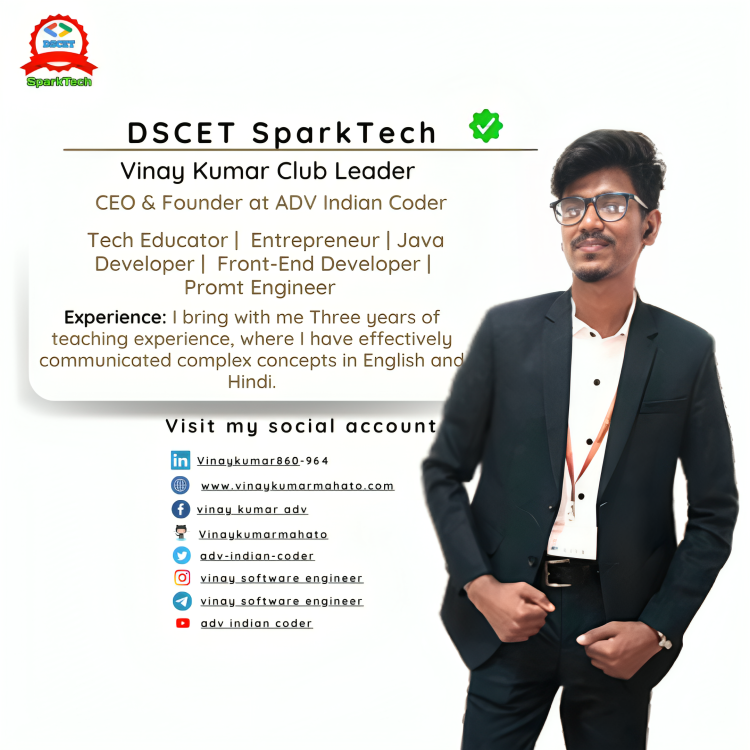 DSCET
SparkTech
DSCET SparkTech
Vinay Kumar Club Leader
CEO & Founder at ADV Indian Coder
Tech Educator | Entrepreneur | Java
Developer | Front-End Developer |
Promt Engineer
Experience: I bring with me Three years of
teaching experience, where I have effectively
communicated complex concepts in English and
Hindi.
Visit my social account
in Vinaykumar860-964
www.vinaykumarmahato.com
f vinay kumar adv
Vinaykumarmahato
adv-indian-coder
vinay software engineer
vinay software engineer
adv indian coder